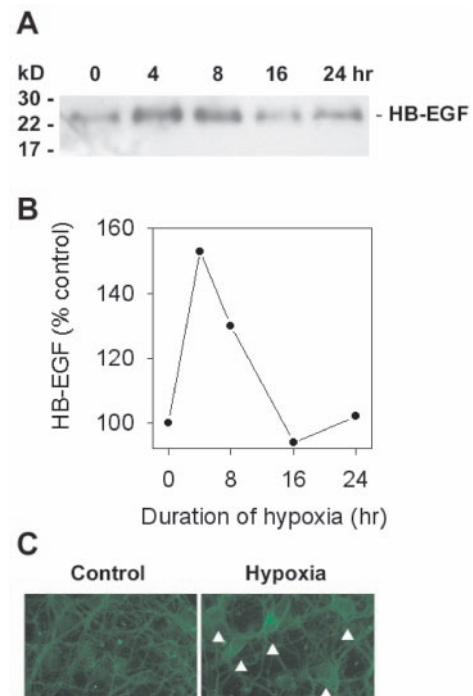 A
kD 0 4 8 16 24 hr
30 -
22 -
17 -
- HB-EGF
B
HB-EGF (% control)
160
140
120
100
0 8 16 24
Duration of hypoxia (hr)
C
Control Hypoxia